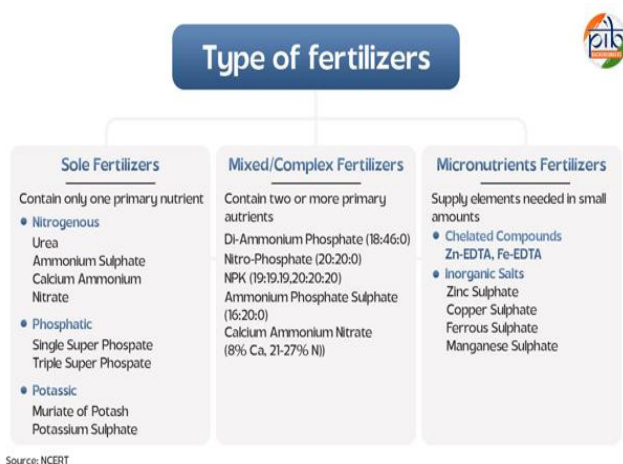 pib
Type of fertilizers
Sole Fertilizers
Contain only one primary nutrient
Nitrogenous
Urea
Ammonium Sulphate
Calcium Ammonium
Nitrate
Phosphatic
Single Super Phospate
Triple Super Phospate
Potassic
Muriate of Potash
Potassium Sulphate
Mixed/Complex Fertilizers
Contain two or more primary
autrients
Di-Ammonium Phosphate (18:46:0)
Nitro-Phosphate (20:20:0)
NPK (19:19.19,20:20:20)
Ammonium Phosphate Sulphate
(16:20:0)
Calcium Ammonium Nitrate
(8% Ca, 21-27% N))
Micronutrients Fertilizers
Supply elements needed in small
amounts
Chelated Compounds
Zn-EDTA, Fe-EDTA
Inorganic Salts
Zinc Sulphate
Copper Sulphate
Ferrous Sulphate
Manganese Sulphate
Source: NCERT